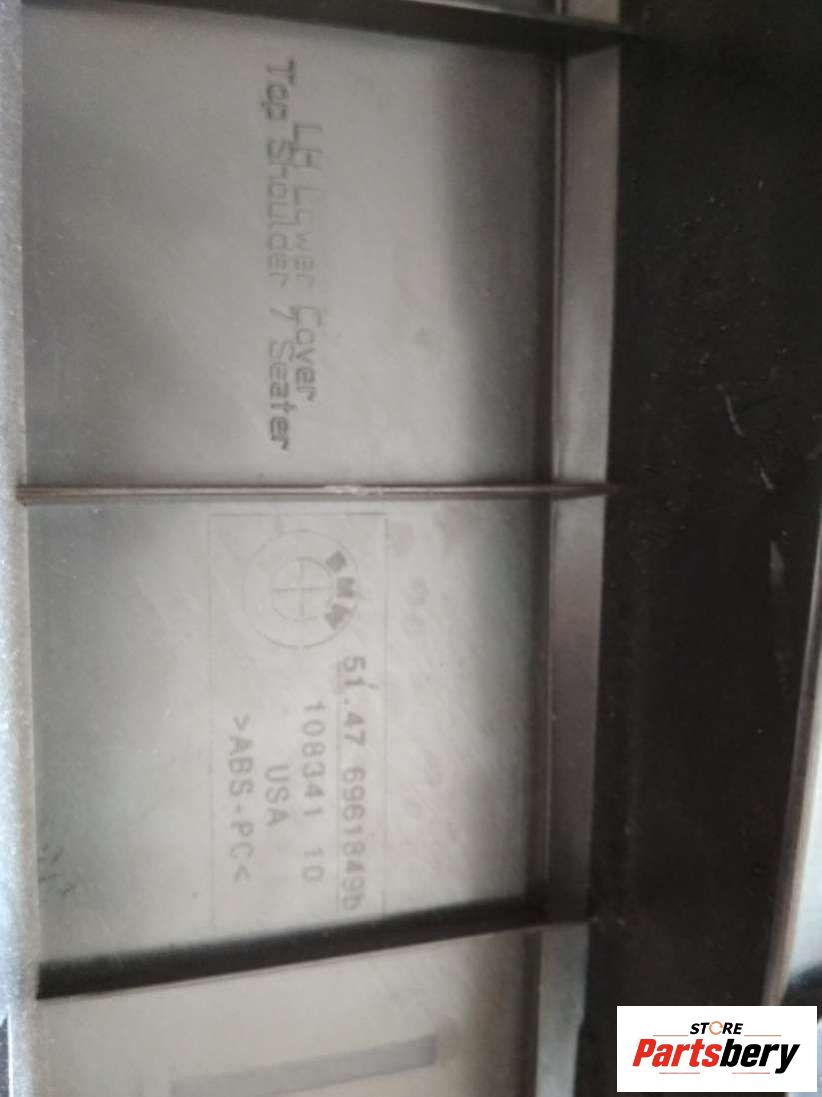 LH Lower Cover
Top Shoulder 7 Seater
BMW
51.47 6961849b
108341 10
USA
>ABS-PC<
STORE
Partsbery